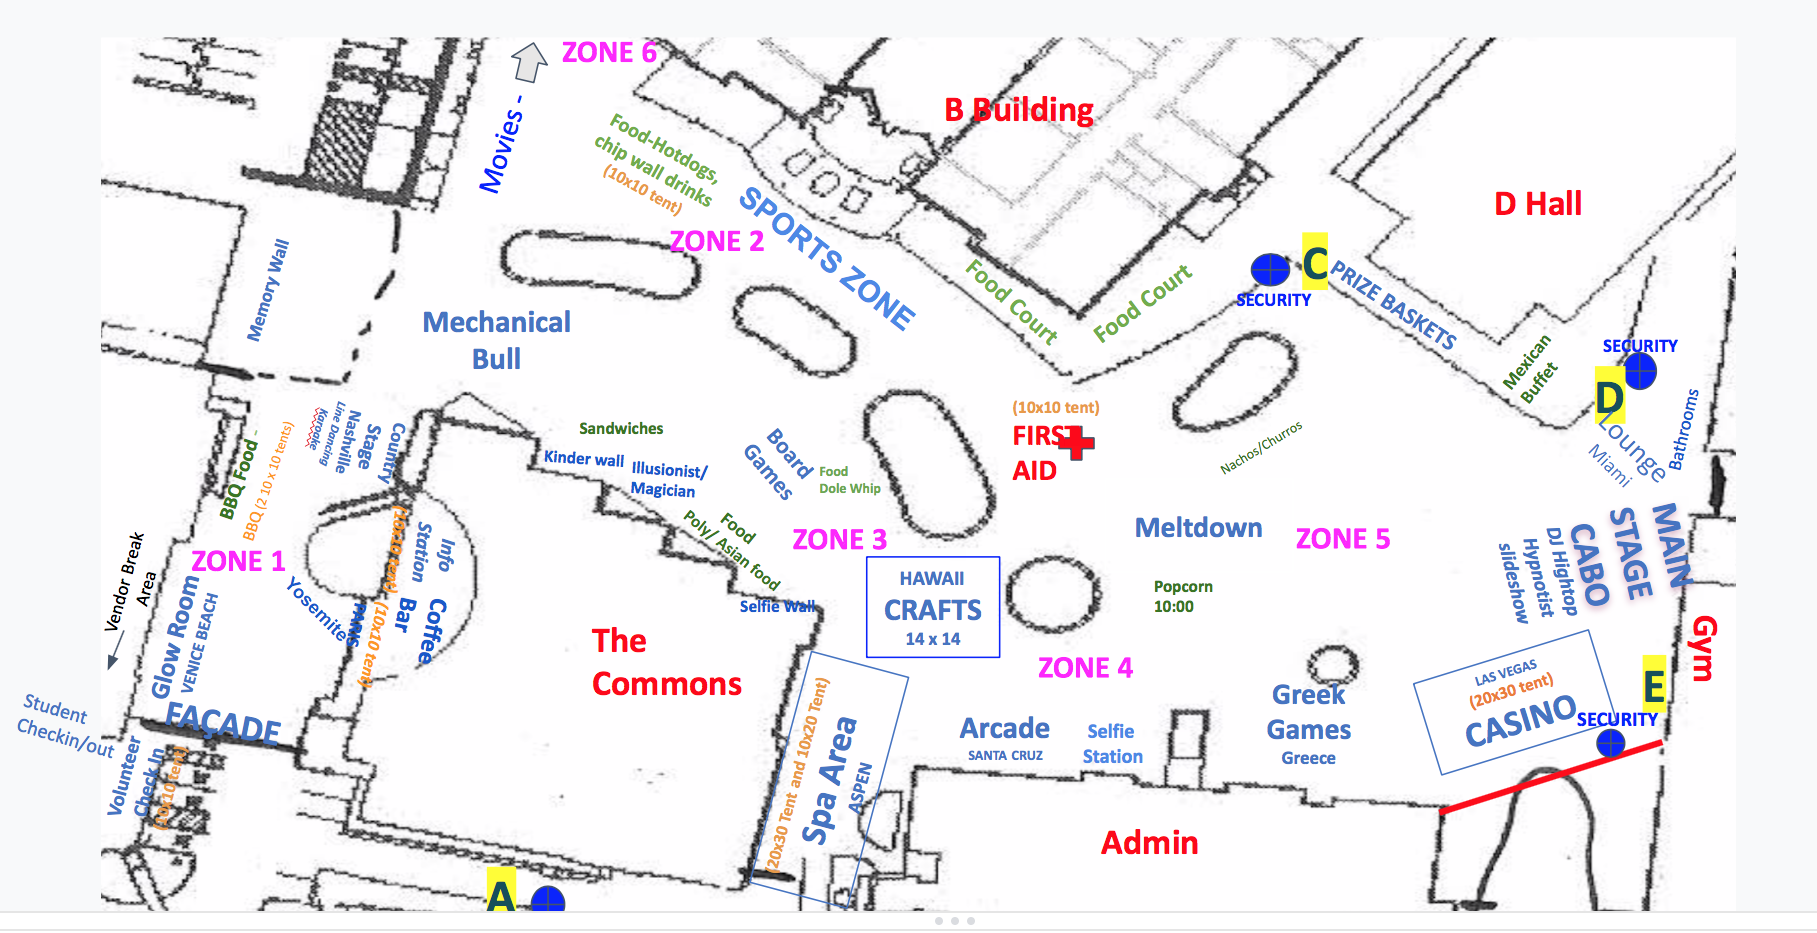 ZONE 6
Movies -
B Building
Food-Hotdogs,
chip wall drinks
(10x10 tent)
SPORTS ZONE
D Hall
ZONE 2
Memory Wall
C
SECURITY
PRIZE BASKETS
Food Court
Food Court
Mechanical
Bull
SECURITY
D
Mexican
Buffet
Bathrooms
Lounge
Miami
BBQ Food -
BBQ (2 10 x 10 tents)
Country
Stage
Nashville
Line Dancing
Karaoke
Sandwiches
Kinder wall
Illusionist/
Magician
Board
Games
Food
Dole Whip
(10x10 tent)
FIRST
AID
Nachos/Churros
Food
Poly/ Asian food
ZONE 3
Meltdown
ZONE 5
MAIN
STAGE
CABO
DJ Hightop
Hypnotist
slideshow
Vendor Break
Area
ZONE 1
Info
Station
(10x10 tent)
Coffee
Bar
(10x10 tent)
Yosemite
PARKS
Glow Room
VENICE BEACH
Selfie Wall
HAWAII
CRAFTS
14 x 14
Popcorn
10:00
The
Commons
ZONE 4
Gym
FAÇADE
Student
Checkin/out
Volunteer
Check In
(10x10 tent)
(20x30 Tent and 10x20 Tent)
Spa Area
ASPEN
Arcade
SANTA CRUZ
Selfie
Station
Greek
Games
Greece
LAS VEGAS
(20x30 tent)
CASINO
E
SECURITY
Admin
A